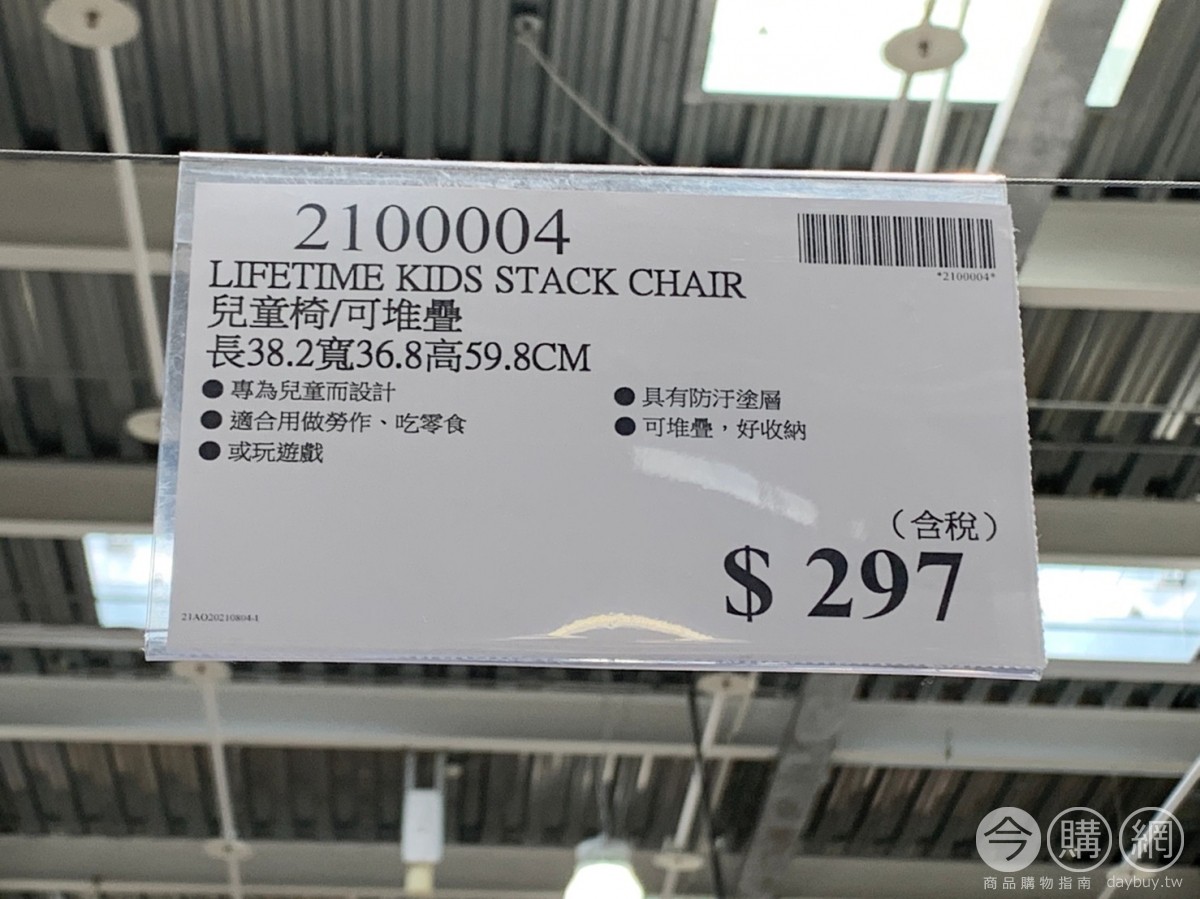 2100004
*2100004*
LIFETIME KIDS STACK CHAIR
兒童椅/可堆疊
長38.2寬36.8高59.8CM
● 專為兒童而設計
● 適合用做勞作、吃零食
● 或玩遊戲
● 具有防汙塗層
● 可堆疊，好收納
（含稅）
$ 297
21AO20210804-1
今購網
商品購物指南 daybuy.tw